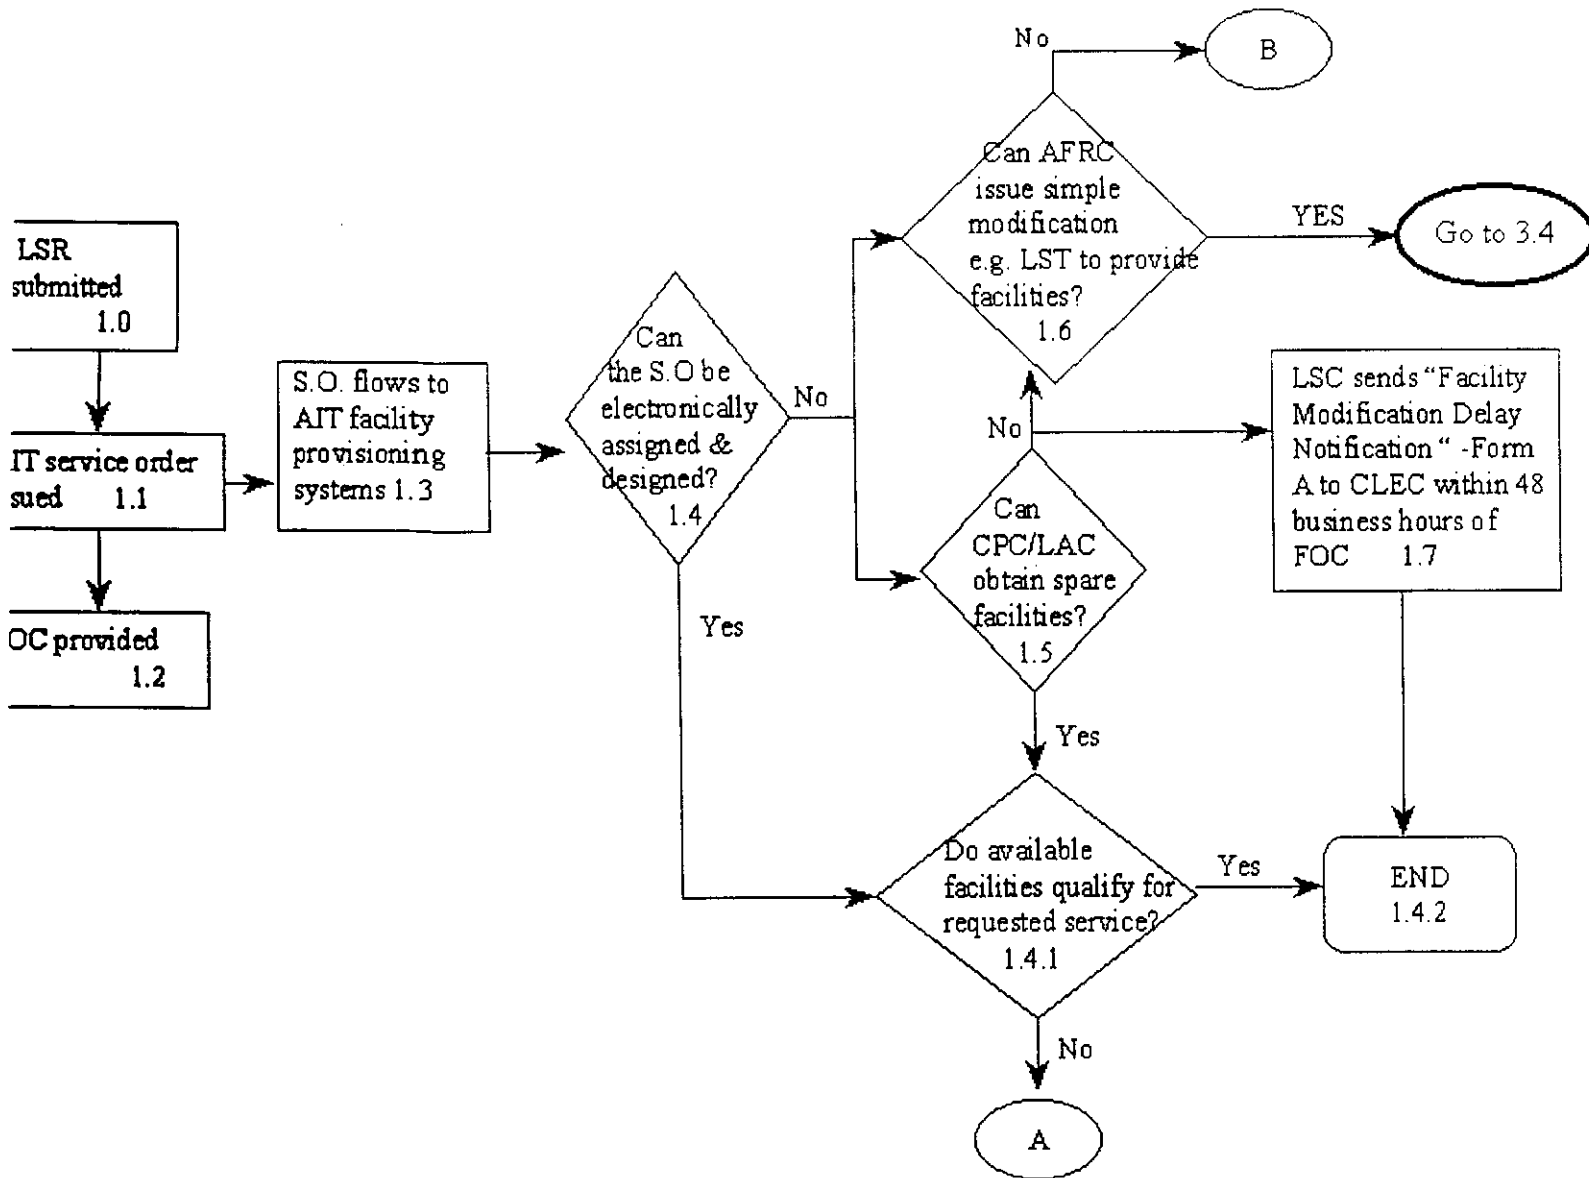 LSR
submitted
1.0
IT service order
sued 1.1
OC provided
1.2
S.O. flows to
AIT facility
provisioning
systems 1.3
Can
the S.O be
electronically
assigned &
designed?
1.4
No
Yes
Can AFRC
issue simple
modification
e.g. LST to provide
facilities?
1.6
No
B
YES
Go to 3.4
Can
CPC/LAC
obtain spare
facilities?
1.5
No
LSC sends “Facility
Modification Delay
Notification “ -Form
A to CLEC within 48
business hours of
FOC 1.7
Yes
Do available
facilities qualify for
requested service?
1.4.1
Yes
END
1.4.2
No
A